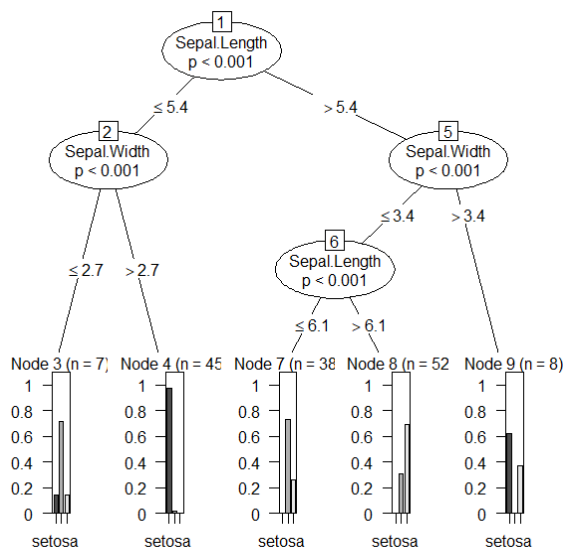 1
Sepal.Length
p < 0.001
≤ 5.4
> 5.4
2
Sepal.Width
p < 0.001
5
Sepal.Width
p < 0.001
≤ 3.4
> 3.4
6
Sepal.Length
p < 0.001
≤ 2.7
> 2.7
≤ 6.1
> 6.1
Node 3 (n = 7)
1
0.8
0.6
0.4
0.2
0
setosa
Node 4 (n = 45
1
0.8
0.6
0.4
0.2
0
setosa
Node 7 (n = 38
1
0.8
0.6
0.4
0.2
0
setosa
Node 8 (n = 52
1
0.8
0.6
0.4
0.2
0
setosa
Node 9 (n = 8)
1
0.8
0.6
0.4
0.2
0
setosa